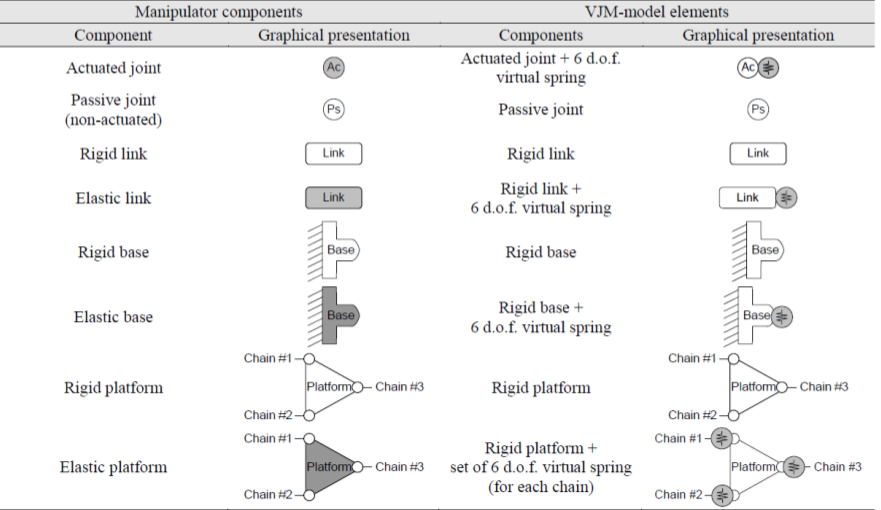 Manipulator components VJM-model elements
Component Graphical presentation Components Graphical presentation
Actuated joint Ac Actuated joint + 6 d.o.f. virtual spring Ac
Passive joint (non-actuated) Ps Passive joint Ps
Rigid link Link Rigid link Link
Elastic link Link Rigid link + 6 d.o.f. virtual spring Link
Rigid base Base Rigid base Base
Elastic base Base Rigid base + 6 d.o.f. virtual spring Base
Chain #1 Chain #1
Rigid platform Platform Chain #3 Rigid platform Platform Chain #3
Chain #2 Chain #2
Chain #1 Chain #1
Elastic platform Platform Chain #3 Rigid platform + set of 6 d.o.f. virtual spring (for each chain) Platform Chain #3
Chain #2 Chain #2